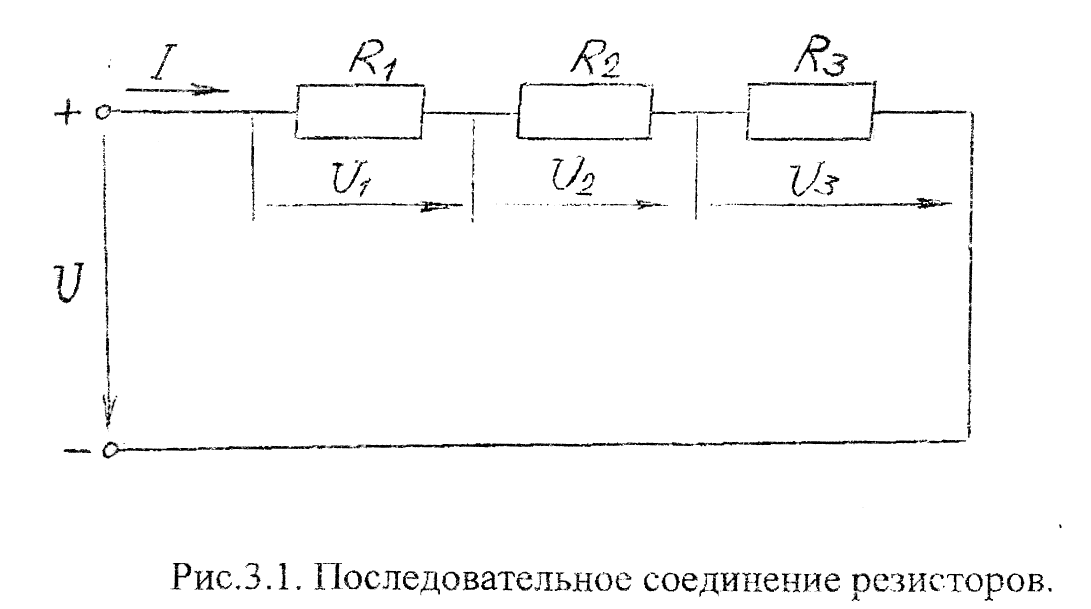 I R1 R2 R3
+
U1 U2 U3
U
−
Рис.3.1. Последовательное соединение резисторов.